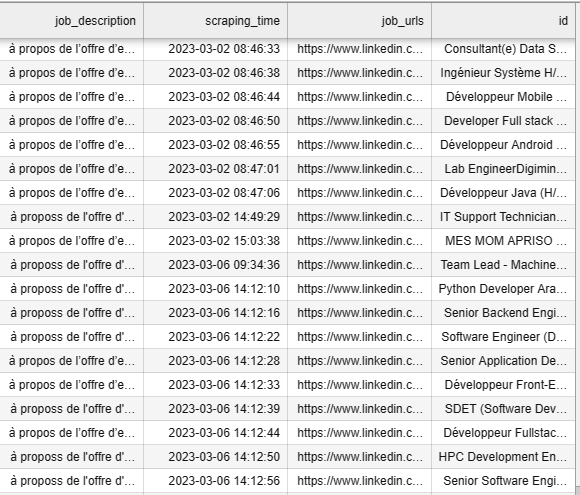 job_description scraping_time job_urls id
à propos de l’offre d’e… 2023-03-02 08:46:33 https://www.linkedin.c… Consultant(e) Data S…
à propos de l’offre d’e… 2023-03-02 08:46:38 https://www.linkedin.c… Ingénieur Système H/…
à propos de l’offre d’e… 2023-03-02 08:46:44 https://www.linkedin.c… Développeur Mobile …
à propos de l’offre d’e… 2023-03-02 08:46:50 https://www.linkedin.c… Developer Full stack …
à propos de l’offre d’e… 2023-03-02 08:46:55 https://www.linkedin.c… Développeur Android …
à propos de l’offre d’e… 2023-03-02 08:47:01 https://www.linkedin.c… Lab EngineerDigimin…
à propos de l’offre d’e… 2023-03-02 08:47:06 https://www.linkedin.c… Développeur Java (H/…
à proposs de l'offre d'… 2023-03-02 14:49:29 https://www.linkedin.c… IT Support Technician…
à propos de l’offre d’e… 2023-03-02 15:03:38 https://www.linkedin.c… MES MOM APRISO …
à proposs de l'offre d'… 2023-03-06 09:34:36 https://www.linkedin.c… Team Lead - Machine…
à propos de l’offre d’e… 2023-03-06 14:12:10 https://www.linkedin.c… Python Developer Ara…
à propos de l’offre d’e… 2023-03-06 14:12:16 https://www.linkedin.c… Senior Backend Engi…
à propos de l’offre d’e… 2023-03-06 14:12:22 https://www.linkedin.c… Software Engineer (D…
à propos de l’offre d’e… 2023-03-06 14:12:28 https://www.linkedin.c… Senior Application De…
à propos de l’offre d’e… 2023-03-06 14:12:33 https://www.linkedin.c… Développeur Front-E…
à proposs de l'offre d'… 2023-03-06 14:12:39 https://www.linkedin.c… SDET (Software Dev…
à propos de l’offre d’e… 2023-03-06 14:12:44 https://www.linkedin.c… Développeur Fullstac…
à proposs de l'offre d'… 2023-03-06 14:12:50 https://www.linkedin.c… HPC Development En…
à propos de l’offre d’e… 2023-03-06 14:12:56 https://www.linkedin.c… Senior Software Engi…